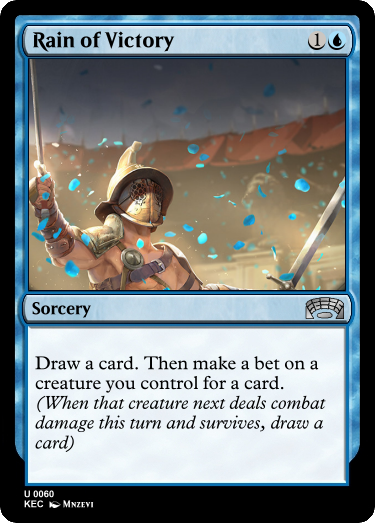 Rain of Victory 1
Sorcery
Draw a card. Then make a bet on a
creature you control for a card.
(When that creature next deals combat
damage this turn and survives, draw a
card)
U 0060
KEC Mnzevi